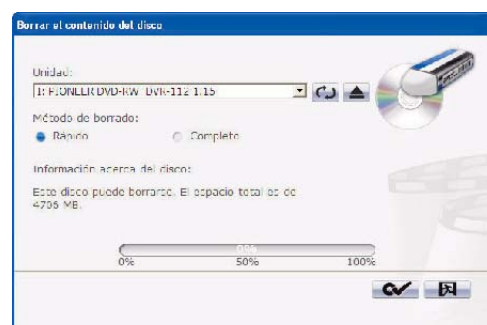 Borrar el contenido del disco
Unidad:
I: PIONEER DVD-RW DVR-112 1.15
Método de borrado:
Rápido Completo
Información acerca del disco:
Este disco puede borrarse. El espacio total es de
4706 MB.
0% 50% 100%